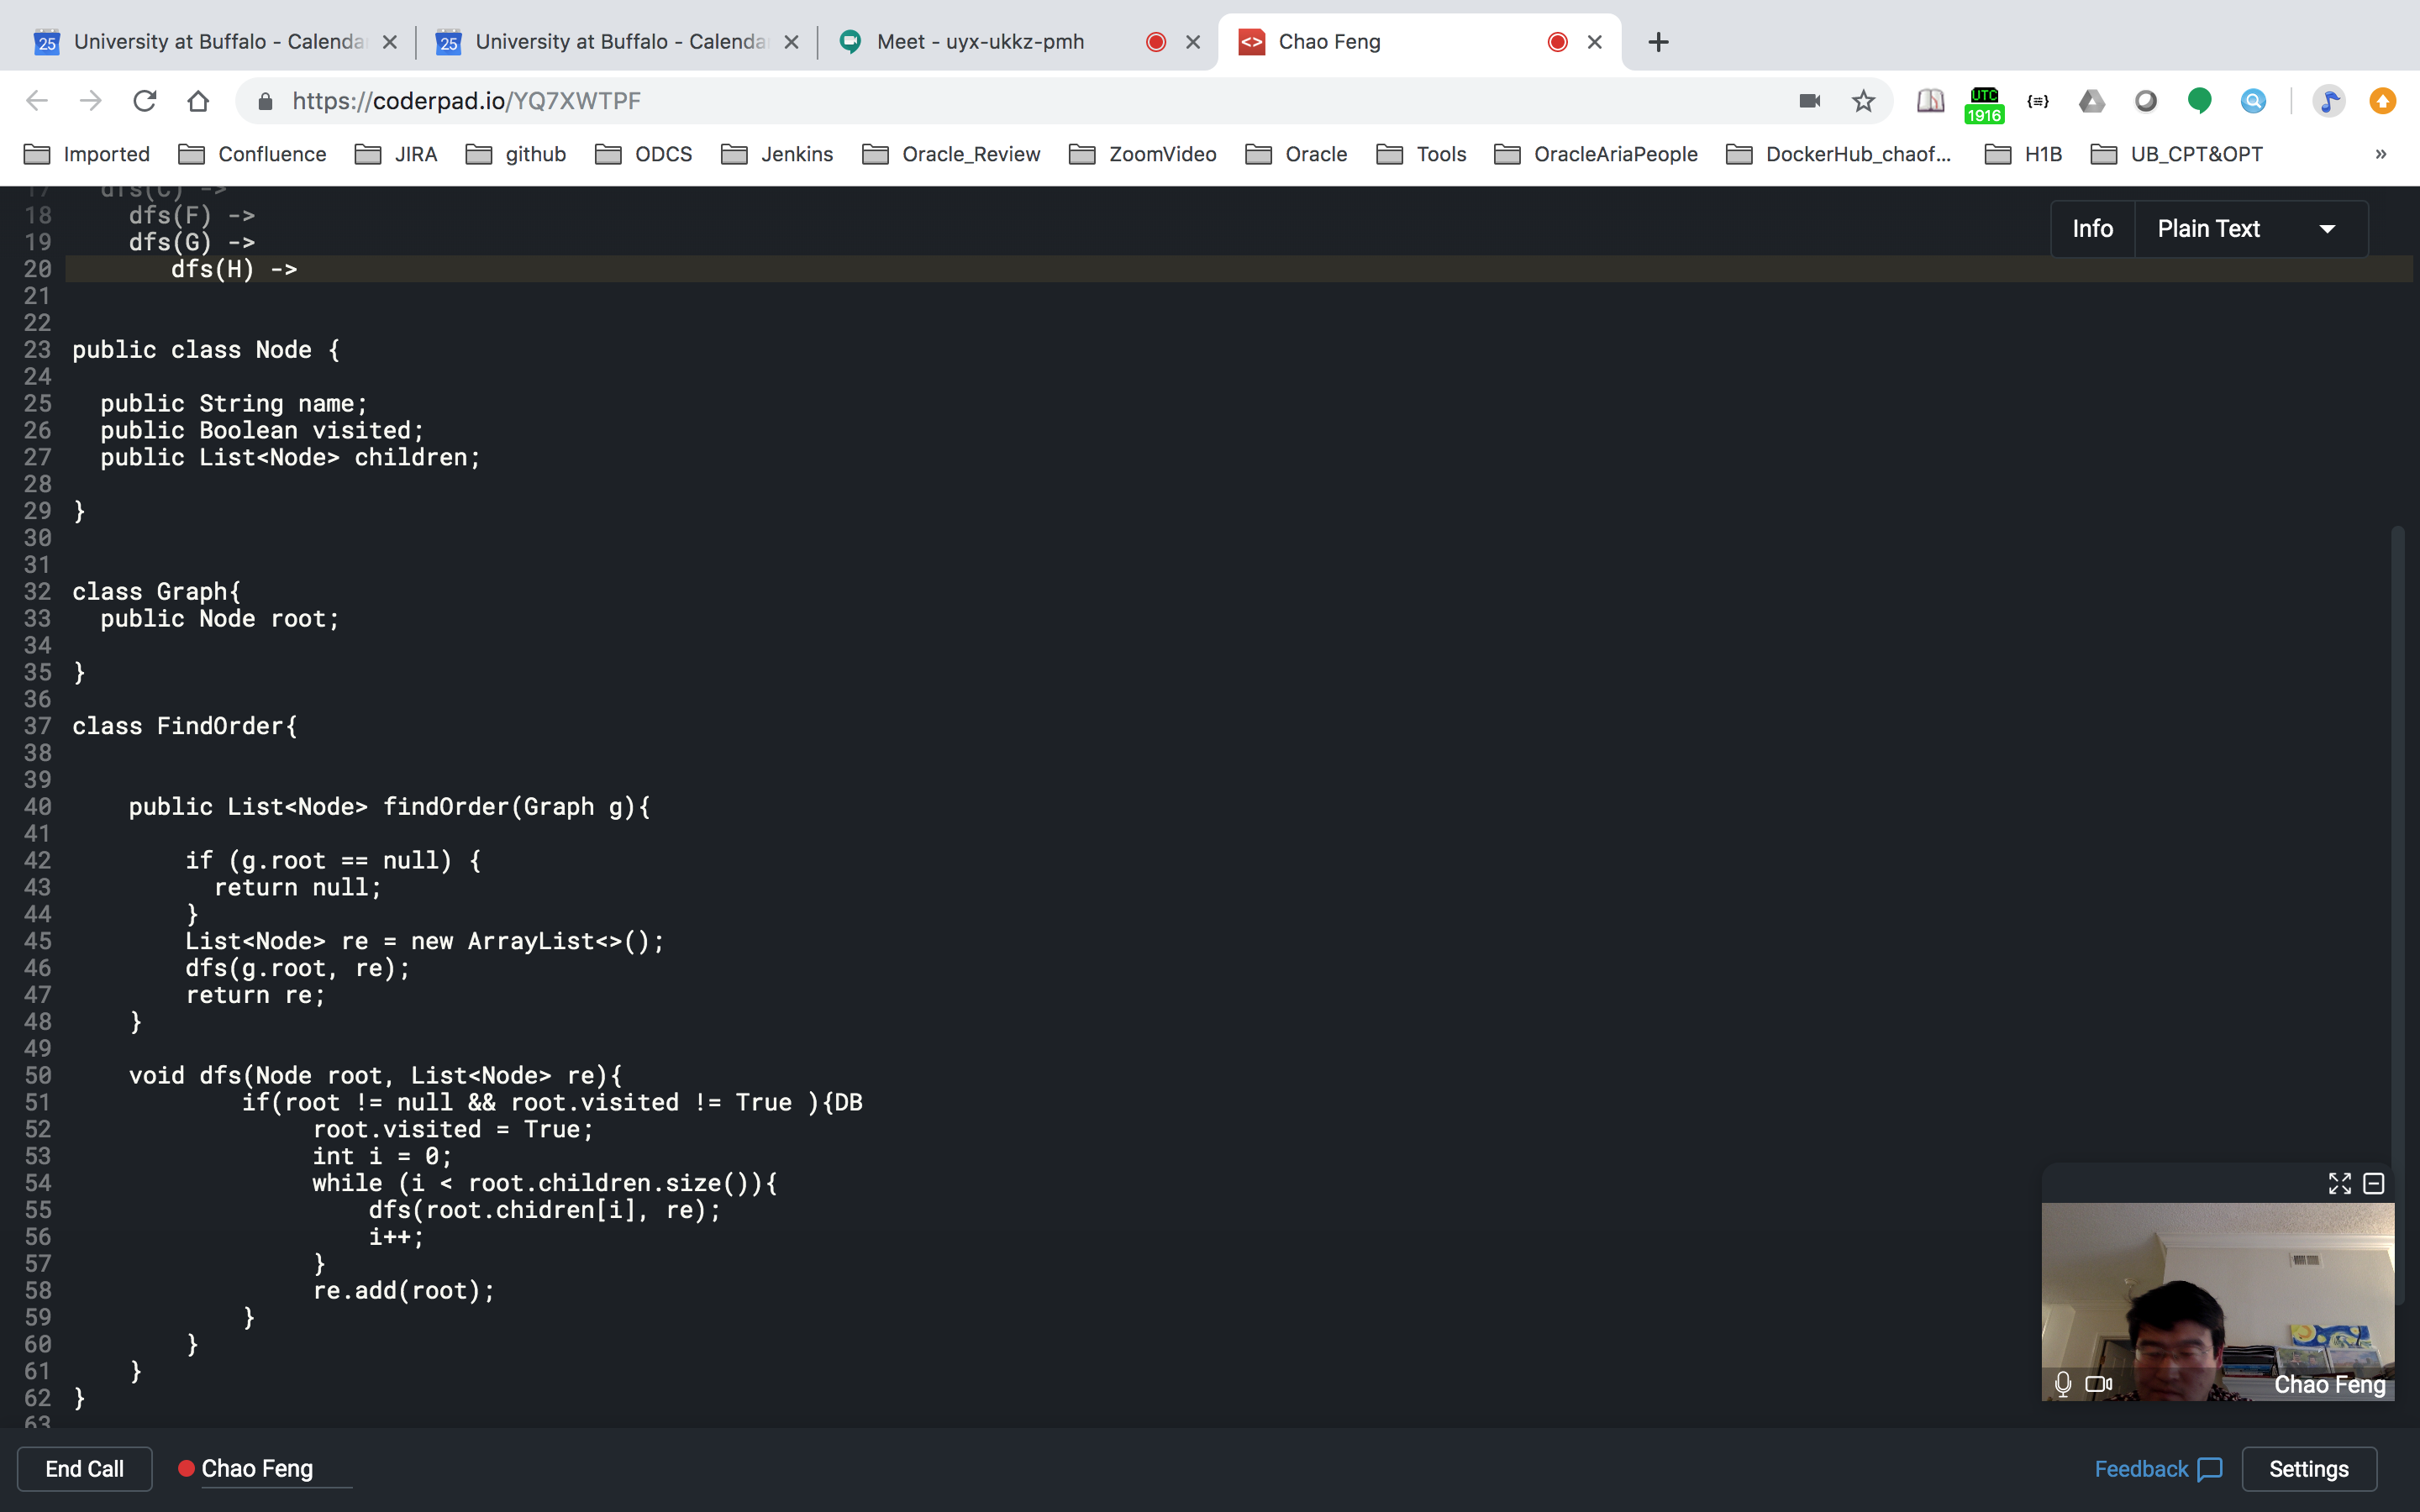 University at Buffalo - Calenda
University at Buffalo - Calenda
Meet - uyx-ukkz-pmh
Chao Feng
https://coderpad.io/YQ7XWTPF
UTC
1916
Imported
Confluence
JIRA
github
ODCS
Jenkins
Oracle_Review
ZoomVideo
Oracle
Tools
OracleAriaPeople
DockerHub_chaof...
H1B
UB_CPT&OPT
»
Info
Plain Text
17 dfs(C) ->
18 dfs(F) ->
19 dfs(G) ->
20 dfs(H) ->
21
22
23 public class Node {
24
25 public String name;
26 public Boolean visited;
27 public List<Node> children;
28
29 }
30
31
32 class Graph{
33 public Node root;
34
35 }
36
37 class FindOrder{
38
39
40 public List<Node> findOrder(Graph g){
41
42 if (g.root == null) {
43 return null;
44 }
45 List<Node> re = new ArrayList<>();
46 dfs(g.root, re);
47 return re;
48 }
49
50 void dfs(Node root, List<Node> re){
51 if(root != null && root.visited != True ){DB
52 root.visited = True;
53 int i = 0;
54 while (i < root.children.size()){
55 dfs(root.chidren[i], re);
56 i++;
57 }
58 re.add(root);
59 }
60 }
61 }
62 }
63
Chao Feng
End Call
Chao Feng
Feedback
Settings